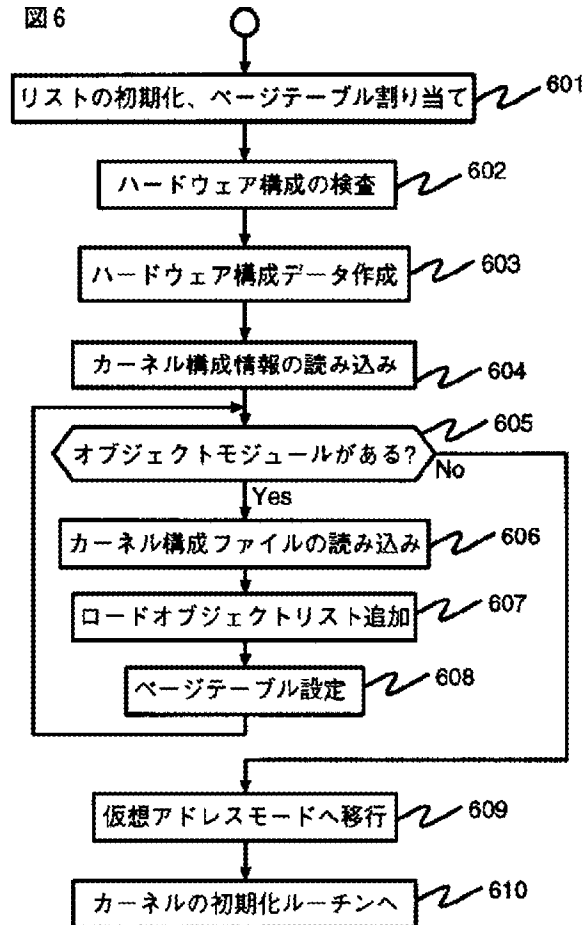 図6
リストの初期化、ページテーブル割り当て
601
ハードウェア構成の検査
602
ハードウェア構成データ作成
603
カーネル構成情報の読み込み
604
オブジェクトモジュールがある?
605
No
Yes
カーネル構成ファイルの読み込み
606
ロードオブジェクトリスト追加
607
ページテーブル設定
608
仮想アドレスモードへ移行
609
カーネルの初期化ルーチンへ
610